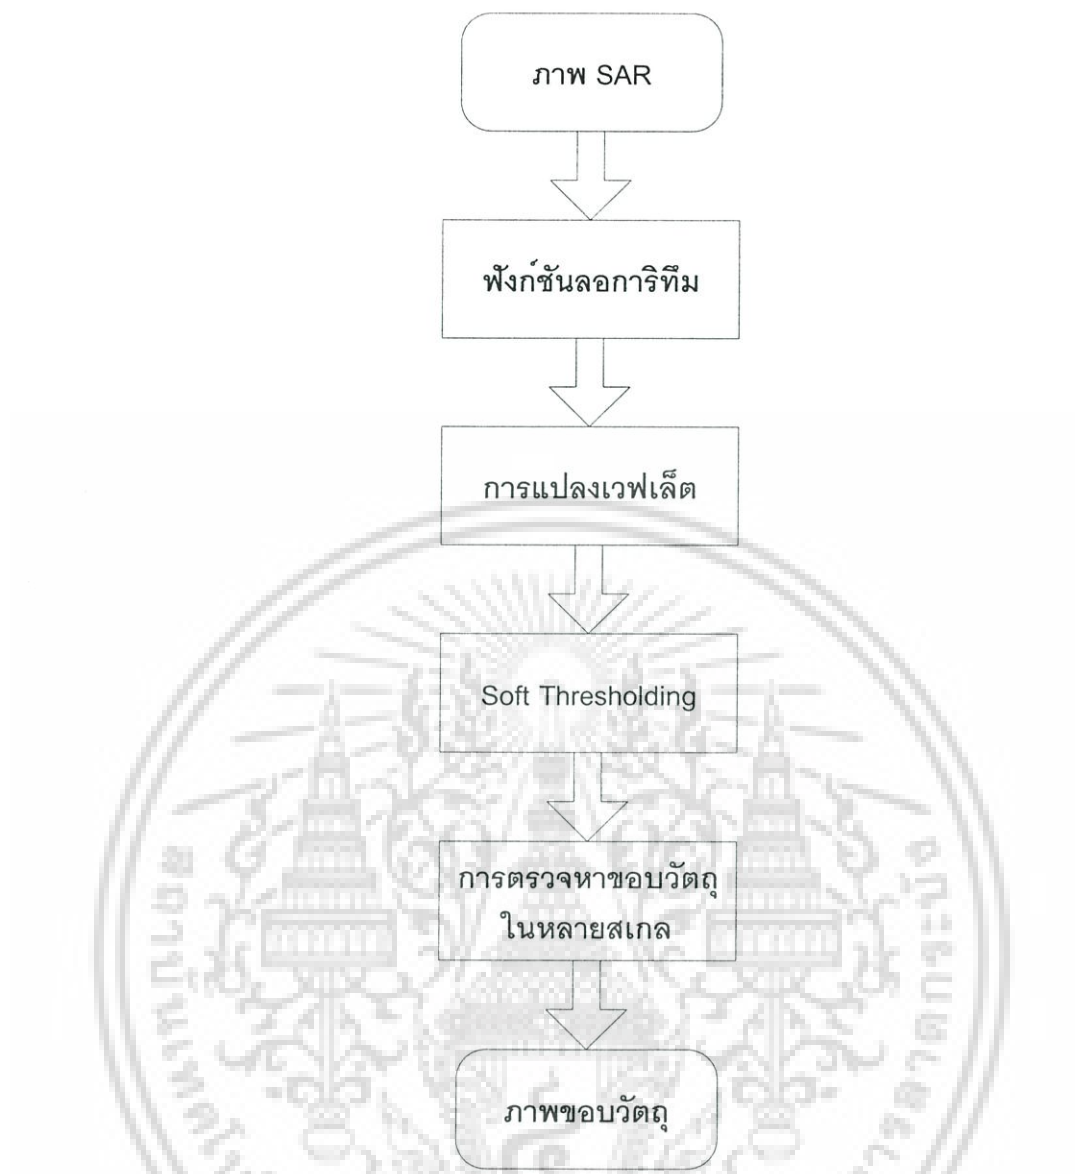 ภาพ SAR
ฟังก์ชันลอการิทึม
การแปลงเวฟเล็ต
Soft Thresholding
การตรวจหาขอบวัตถุ
ในหลายสเกล
ภาพขอบวัตถุ